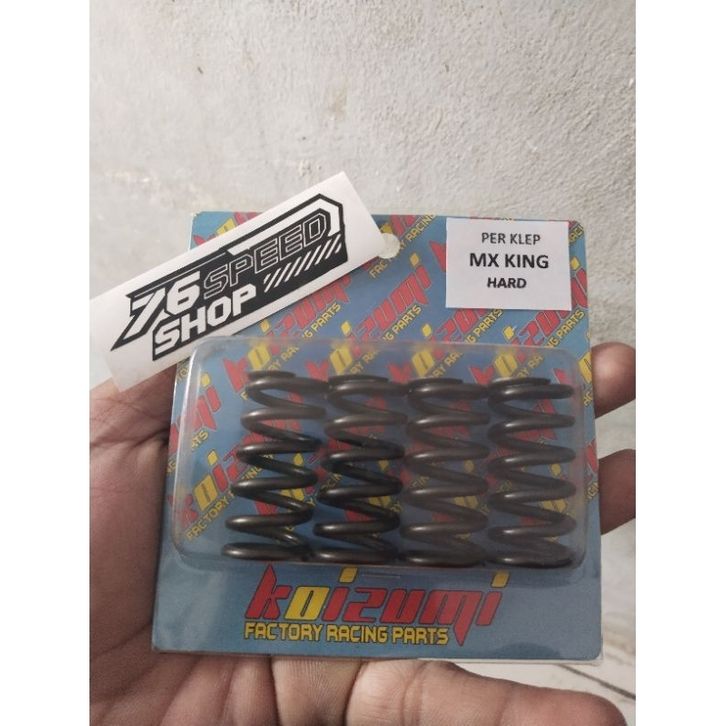 76 SPEED
SHOP
PER KLEP
MX KING
HARD
koizumi
FACTORY RACING PARTS